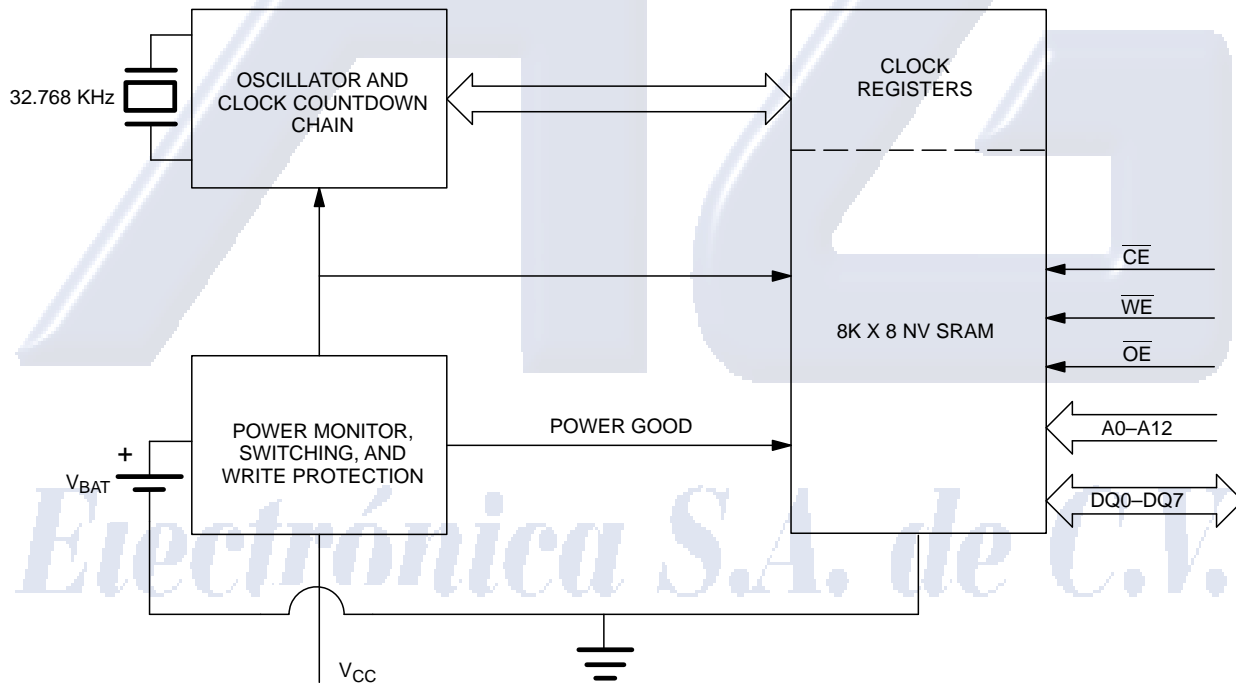 32.768 KHz
OSCILLATOR AND
CLOCK COUNTDOWN
CHAIN
CLOCK
REGISTERS
CE
WE
8K X 8 NV SRAM
OE
POWER GOOD
A0–A12
POWER MONITOR,
SWITCHING, AND
WRITE PROTECTION
+
VBAT
DQ0–DQ7
Electrónica S.A. de C.V.
VCC